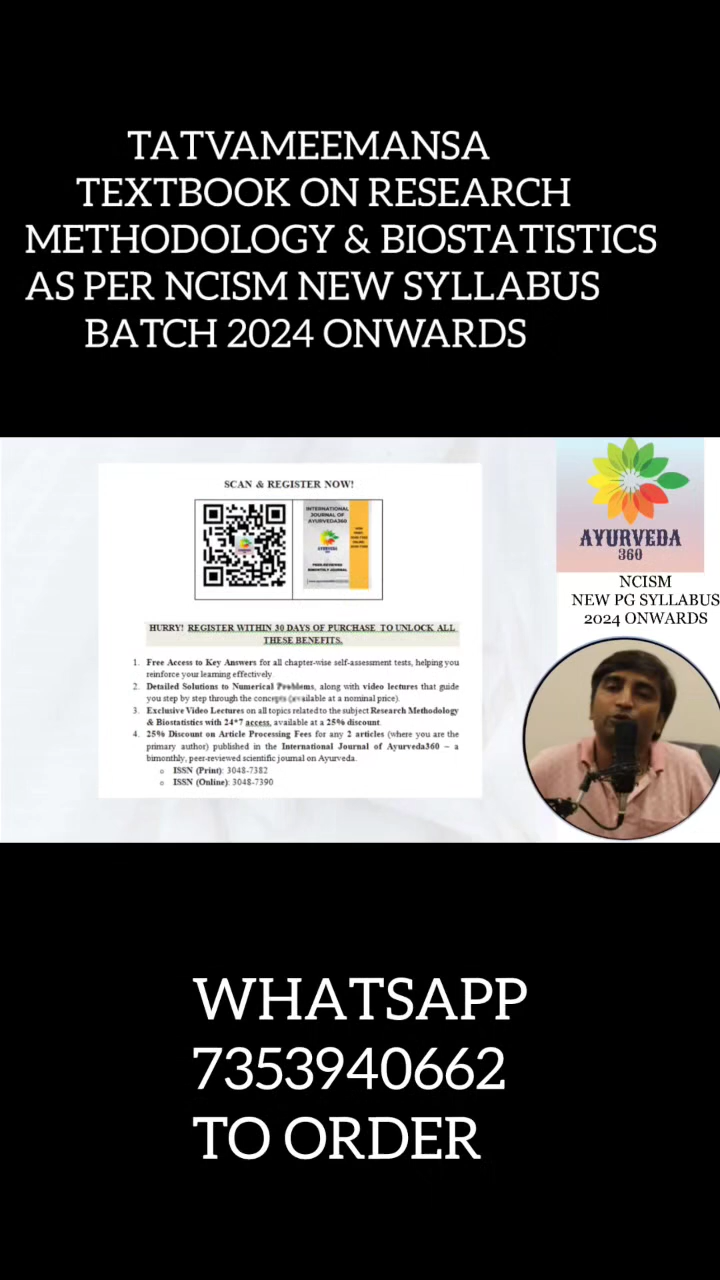 TATVAMEEMANSA
TEXTBOOK ON RESEARCH
METHODOLOGY & BIOSTATISTICS
AS PER NCISM NEW SYLLABUS
BATCH 2024 ONWARDS
SCAN & REGISTER NOW!
INTERNATIONAL
JOURNAL OF
AYURVEDA360
AYURVEDA
PEER-REVIEWED
BIMONTHLY JOURNAL
HURRY! REGISTER WITHIN 30 DAYS OF PURCHASE TO UNLOCK ALL
THESE BENEFITS.
1. Free Access to Key Answers for all chapter-wise self-assessment tests, helping you
reinforce your learning effectively.
2. Detailed Solutions to Numerical Problems, along with video lectures that guide
you step by step through the concepts (available at a nominal price).
3. Exclusive Video Lectures on all topics related to the subject Research Methodology
& Biostatistics with 24*7 access, available at a 25% discount.
4. 25% Discount on Article Processing Fees for any 2 articles (where you are the
primary author) published in the International Journal of Ayurveda360 – a
bimonthly, peer-reviewed scientific journal on Ayurveda.
o ISSN (Print): 3048-7382
o ISSN (Online): 3048-7390
AYURVEDA
360
NCISM
NEW PG SYLLABUS
2024 ONWARDS
WHATSAPP
7353940662
TO ORDER